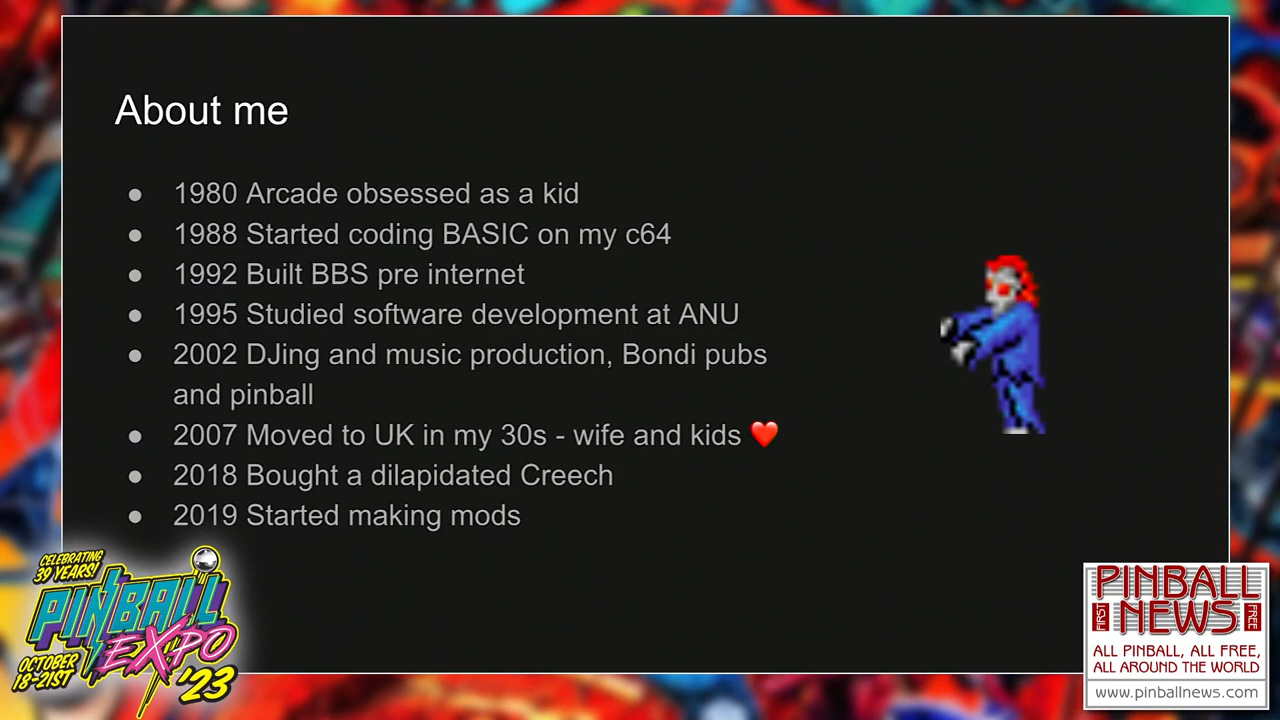 About me
● 1980 Arcade obsessed as a kid
● 1988 Started coding BASIC on my c64
● 1992 Built BBS pre internet
● 1995 Studied software development at ANU
● 2002 DJing and music production, Bondi pubs
and pinball
● 2007 Moved to UK in my 30s - wife and kids ❤️
● 2018 Bought a dilapidated Creech
● 2019 Started making mods
CELEBRATING
39 YEARS!
PINBALL
EXPO
OCTOBER
18-21ST
'23
PINBALL
FIRST NEWS FREE
ALL PINBALL, ALL FREE,
ALL AROUND THE WORLD
www.pinballnews.com